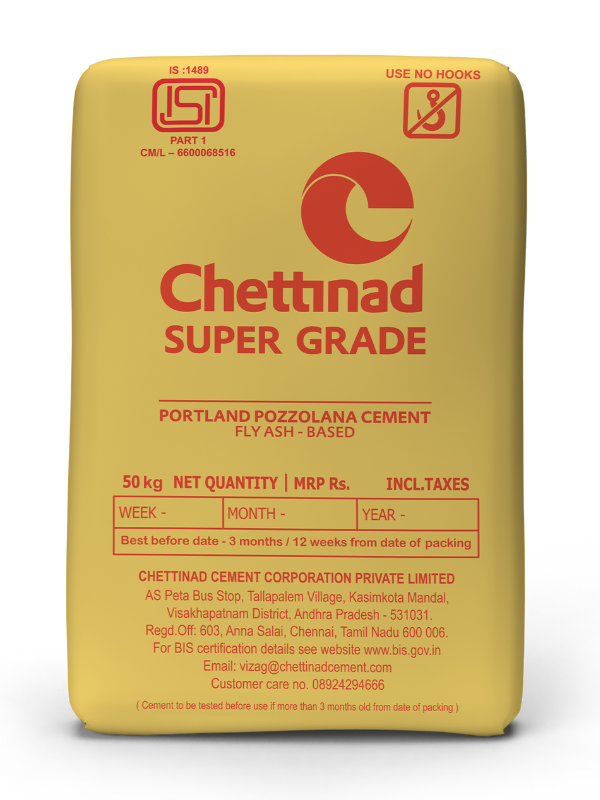 IS :1489
ISI
PART 1
CM/L – 6600068516
USE NO HOOKS
Chettinad
SUPER GRADE
PORTLAND POZZOLANA CEMENT
FLY ASH - BASED
50 kg NET QUANTITY | MRP Rs. INCL.TAXES
WEEK - MONTH - YEAR -
Best before date - 3 months / 12 weeks from date of packing
CHETTINAD CEMENT CORPORATION PRIVATE LIMITED
AS Peta Bus Stop, Tallapalem Village, Kasimkota Mandal,
Visakhapatnam District, Andhra Pradesh - 531031.
Regd.Off: 603, Anna Salai, Chennai, Tamil Nadu 600 006.
For BIS certification details see website www.bis.gov.in
Email: vizag@chettinadcement.com
Customer care no. 08924294666
( Cement to be tested before use if more than 3 months old from date of packing )